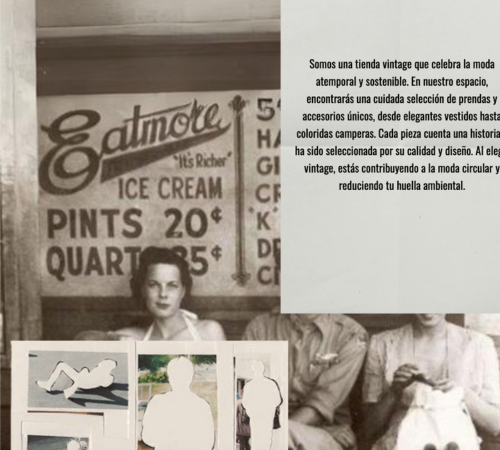 Eatmore
"It's Richer"
ICE CREAM
PINTS 20¢
QUART 35¢
5¢
HA
GI
CR
"K"
DR
CI
Somos una tienda vintage que celebra la moda
atemporal y sostenible. En nuestro espacio,
encontrarás una cuidada selección de prendas y
accesorios únicos, desde elegantes vestidos hasta
coloridas camperas. Cada pieza cuenta una historia
ha sido seleccionada por su calidad y diseño. Al eleg
vintage, estás contribuyendo a la moda circular y
reduciendo tu huella ambiental.